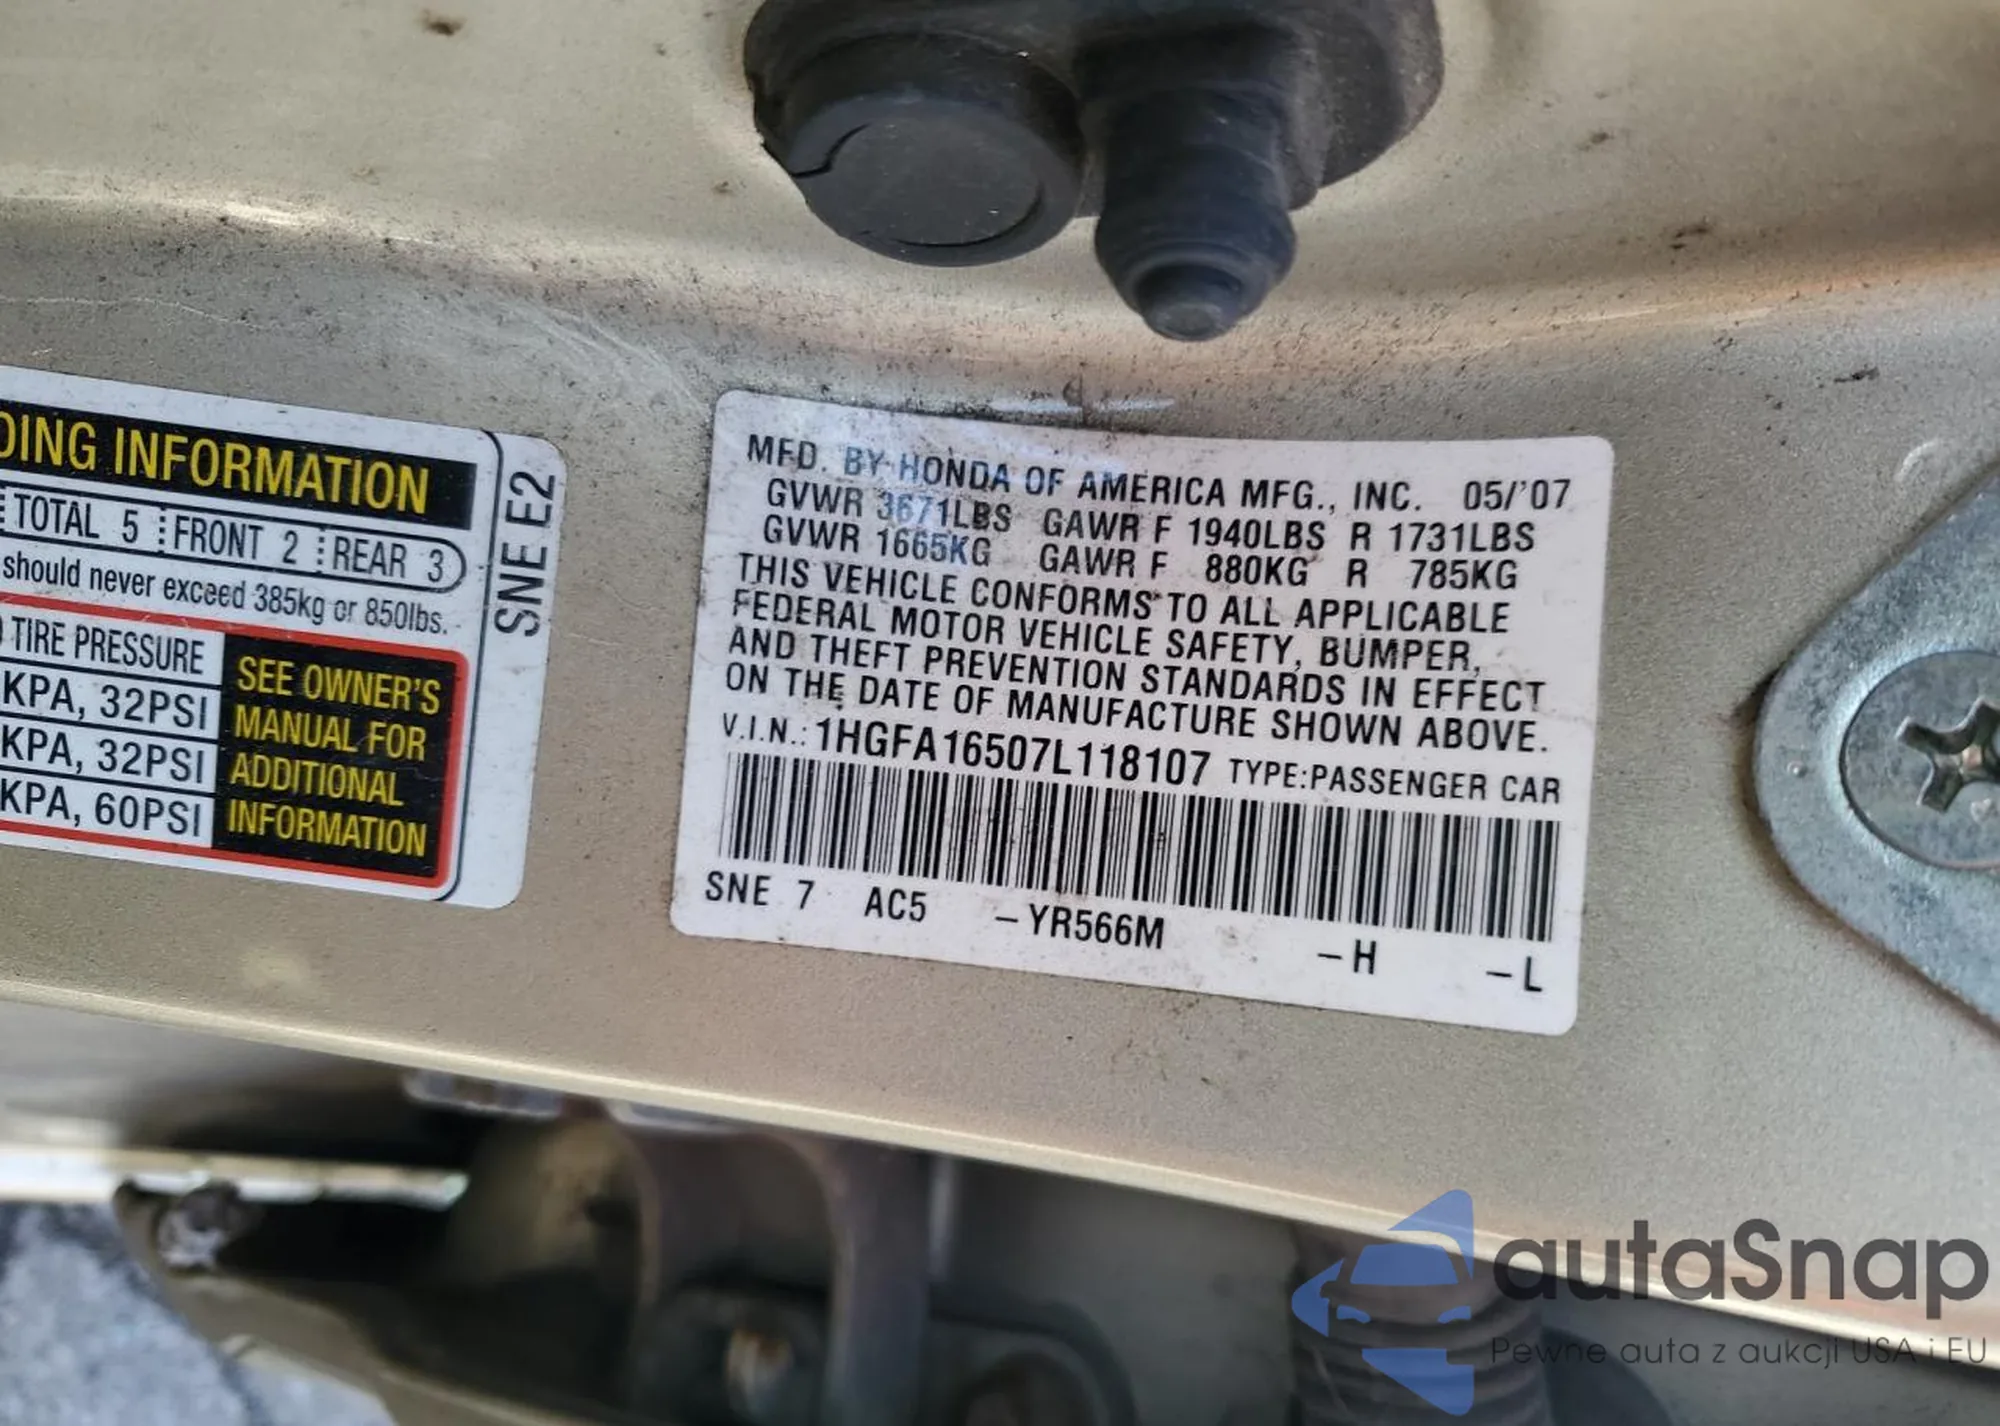 DING INFORMATION
TOTAL 5 FRONT 2 REAR 3
should never exceed 385kg or 850lbs.
TIRE PRESSURE
KPA, 32PSI
KPA, 32PSI
KPA, 60PSI
SEE OWNER'S
MANUAL FOR
ADDITIONAL
INFORMATION
SNE E2
MFD. BY HONDA OF AMERICA MFG., INC. 05/'07
GVWR 3671LBS GAWR F 1940LBS R 1731LBS
GVWR 1665KG GAWR F 880KG R 785KG
THIS VEHICLE CONFORMS TO ALL APPLICABLE
FEDERAL MOTOR VEHICLE SAFETY, BUMPER,
AND THEFT PREVENTION STANDARDS IN EFFECT
ON THE DATE OF MANUFACTURE SHOWN ABOVE.
V.I.N.: 1HGFA16507L118107 TYPE:PASSENGER CAR
SNE 7 AC5 -YR566M -H -L
autaSnap
Pewne auta z aukcji USA i EU